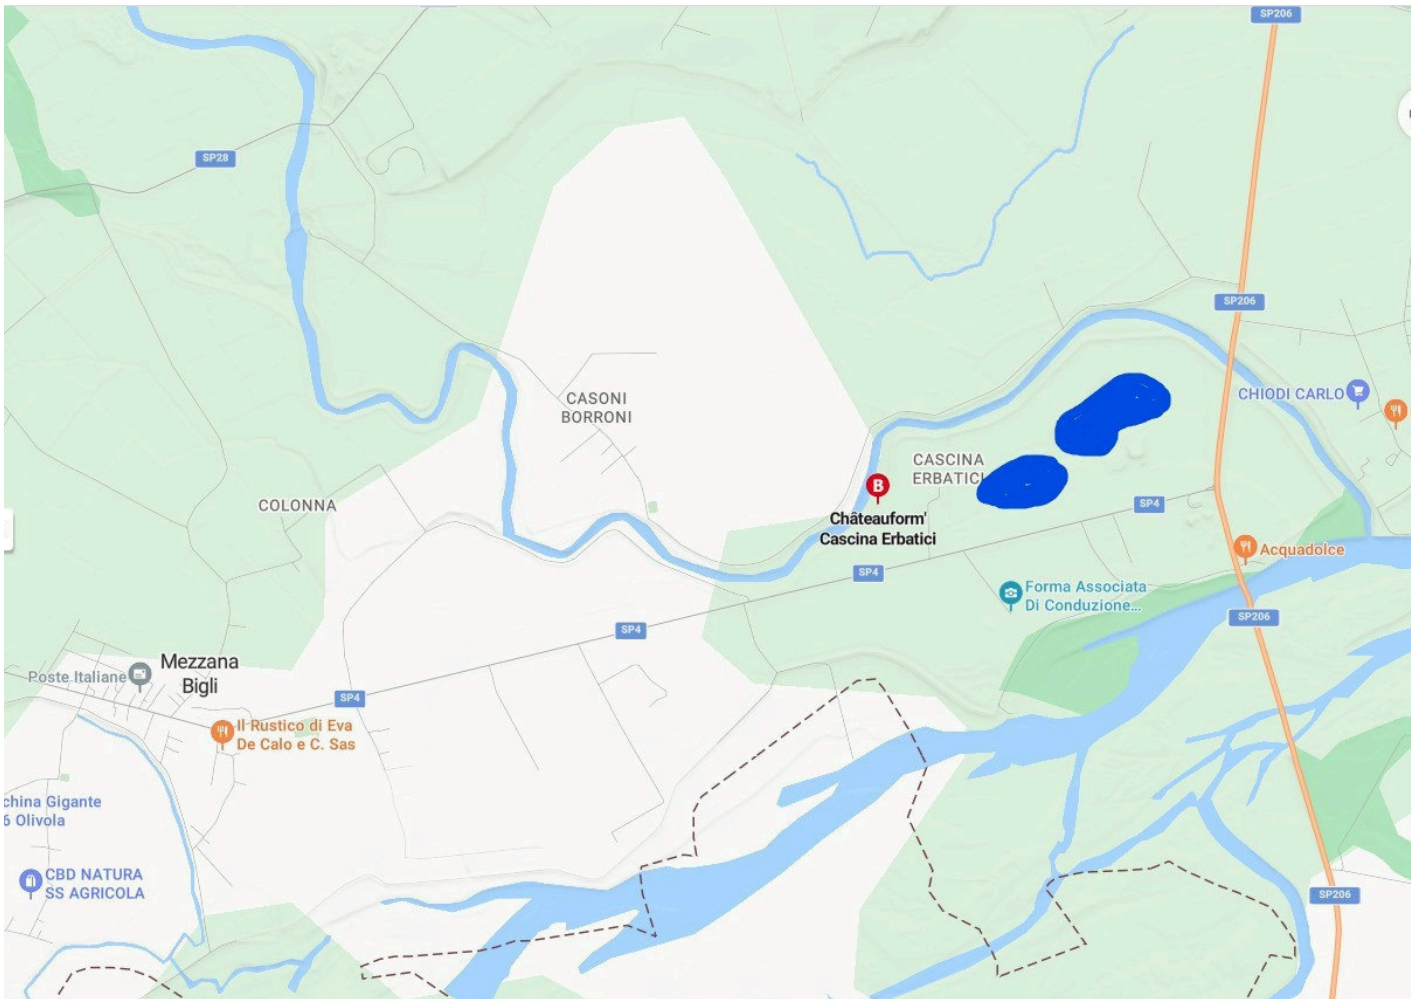 SP206
SP28
SP206
CHIODI CARLO
CASONI
BORRONI
CASCINA
ERBATICI
COLONNA
B
SP4
Châteauform'
Cascina Erbatici
Acquadolce
SP4
Forma Associata
Di Conduzione...
SP206
SP4
Mezzana
Bigli
Poste Italiane
SP4
Il Rustico di Eva
De Calo e C. Sas
china Gigante
6 Olivola
CBD NATURA
SS AGRICOLA
SP206